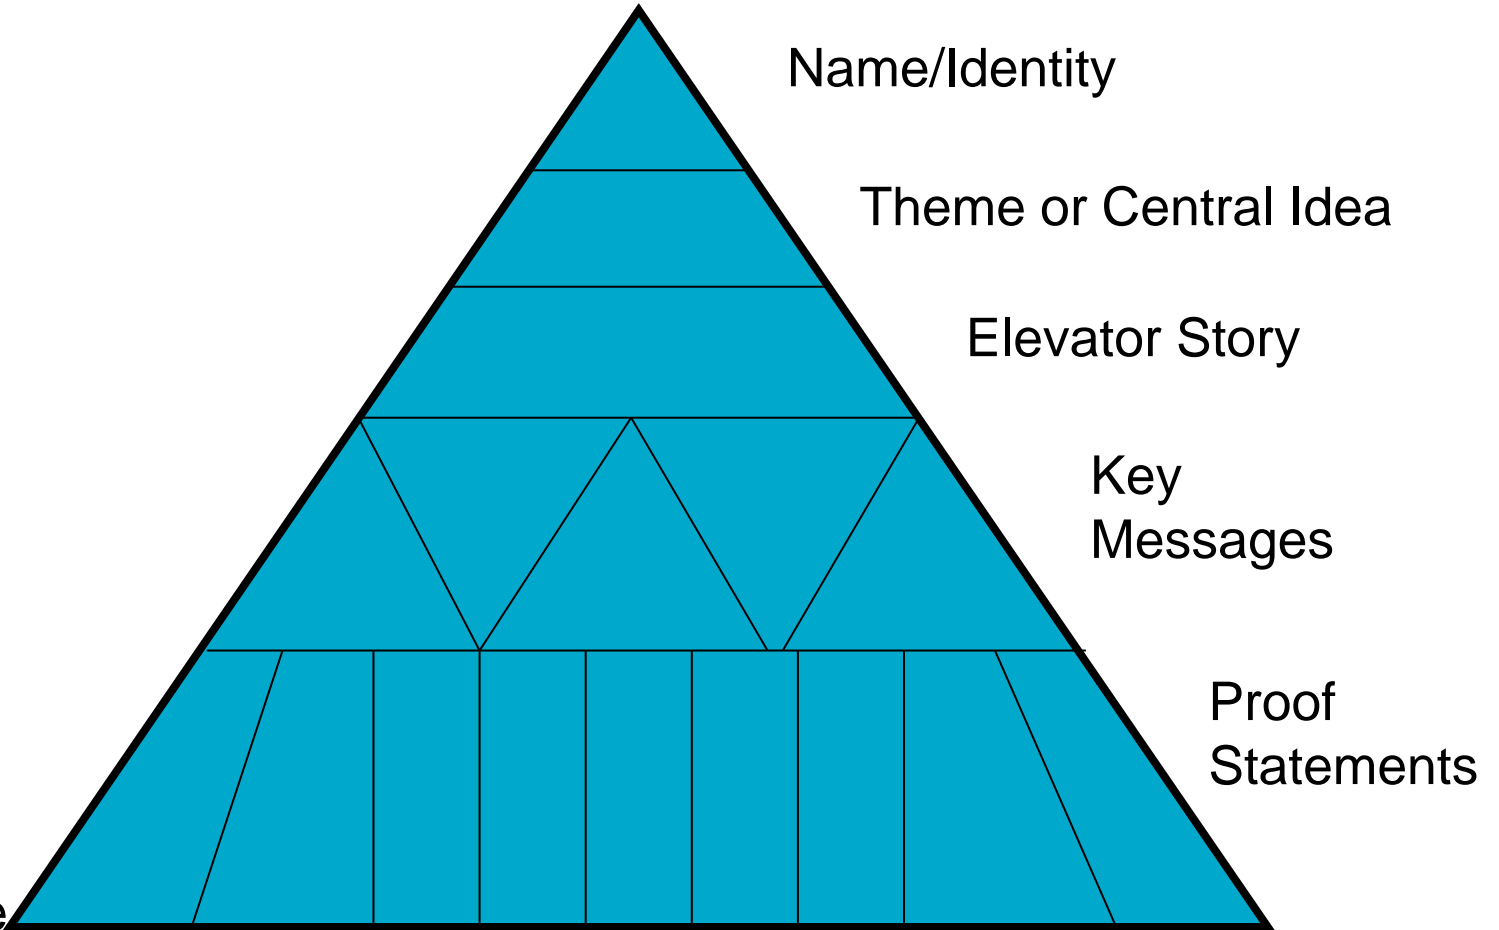 Name/Identity
Theme or Central Idea
Elevator Story
Key
Messages
Proof
Statements